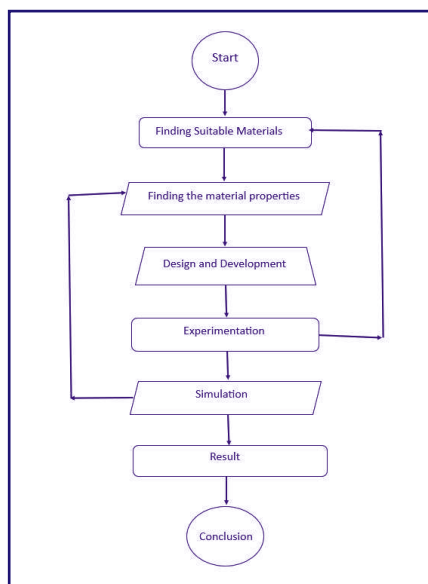 Start
Finding Suitable Materials
Finding the material properties
Design and Development
Experimentation
Simulation
Result
Conclusion